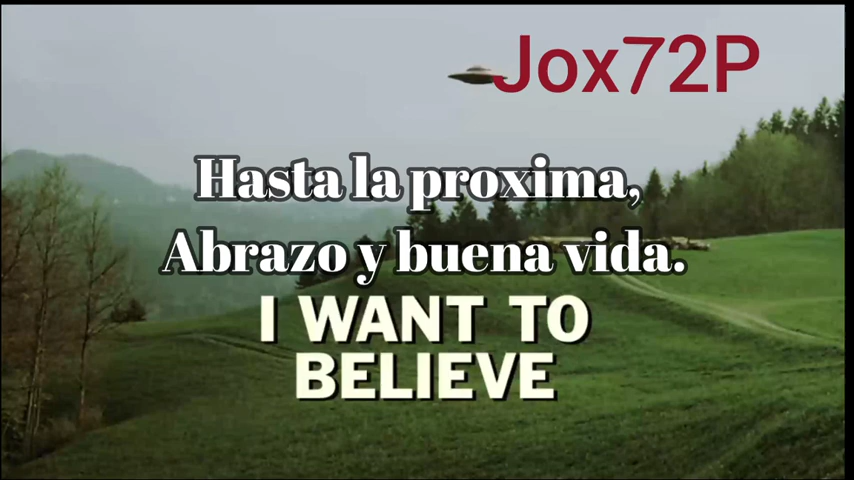 Jox72P
Hasta la proxima,
Abrazo y buena vida.
I WANT TO
BELIEVE